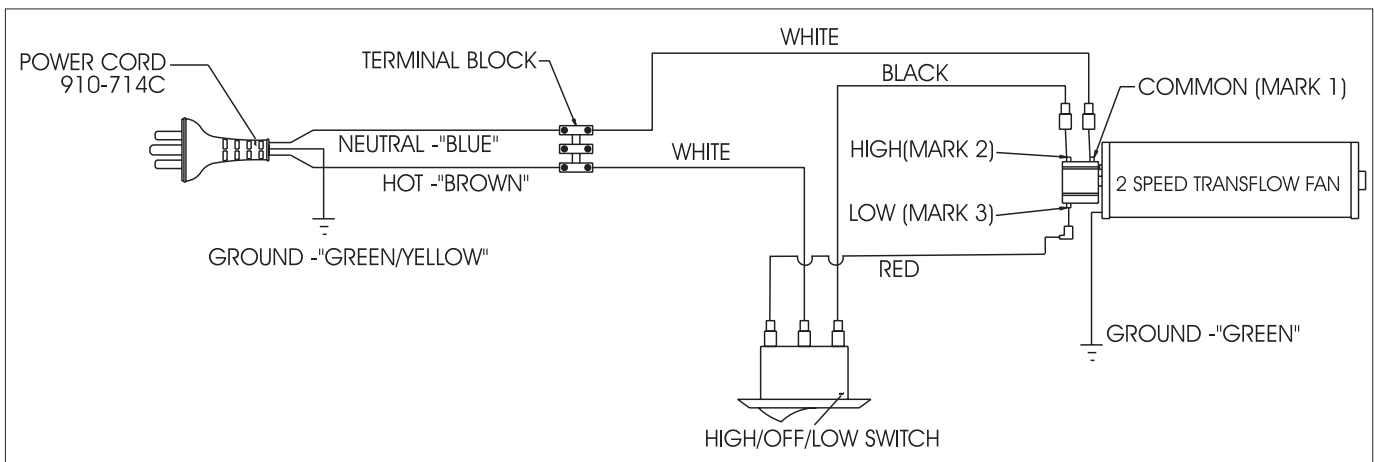 POWER CORD
910-714C
TERMINAL BLOCK
WHITE
BLACK
COMMON (MARK 1)
NEUTRAL -"BLUE"
WHITE
HIGH(MARK 2)
HOT -"BROWN"
2 SPEED TRANSFLOW FAN
LOW (MARK 3)
GROUND -"GREEN/YELLOW"
RED
GROUND -"GREEN"
HIGH/OFF/LOW SWITCH